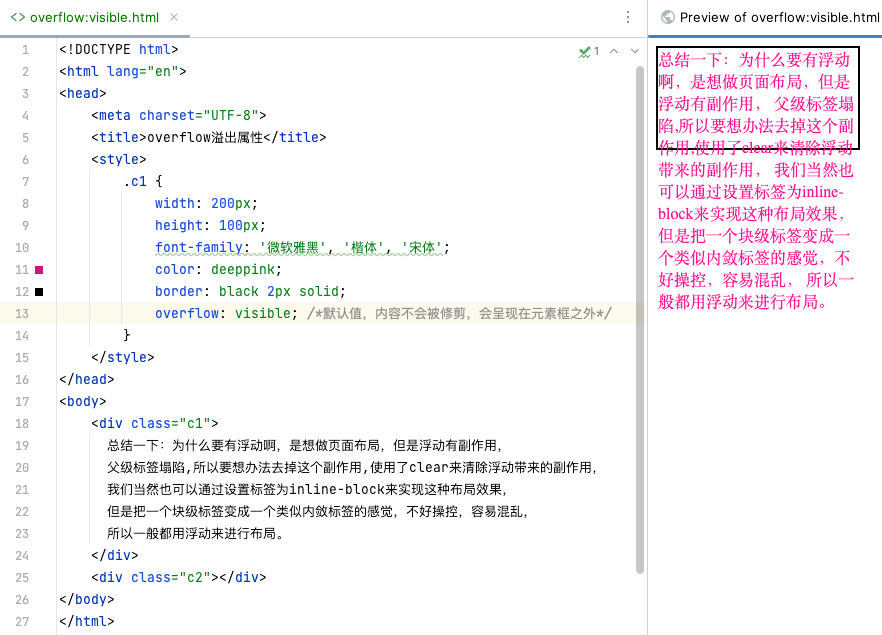 <> overflow:visible.html ×
Preview of overflow:visible.html
1 <!DOCTYPE html>
1
2 <html lang="en">
3 <head>
4 <meta charset="UTF-8">
5 <title>overflow溢出属性</title>
6 <style>
7 .c1 {
8 width: 200px;
9 height: 100px;
10 font-family: '微软雅黑', '楷体', '宋体';
11 color: deeppink;
12 border: black 2px solid;
13 overflow: visible; /*默认值，内容不会被修剪，会呈现在元素框之外*/
14 }
15 </style>
16 </head>
17 <body>
18 <div class="c1">
19 总结一下：为什么要有浮动啊，是想做页面布局，但是浮动有副作用，
20 父级标签塌陷,所以要想办法去掉这个副作用,使用了clear来清除浮动带来的副作用，
21 我们当然也可以通过设置标签为inline-block来实现这种布局效果，
22 但是把一个块级标签变成一个类似内敛标签的感觉，不好操控，容易混乱，
23 所以一般都用浮动来进行布局。
24 </div>
25 <div class="c2"></div>
26 </body>
27 </html>
总结一下：为什么要有浮动
啊，是想做页面布局，但是
浮动有副作用， 父级标签塌
陷,所以要想办法去掉这个副
作用,使用了clear来清除浮动
带来的副作用， 我们当然也
可以通过设置标签为inline-
block来实现这种布局效果，
但是把一个块级标签变成一
个类似内敛标签的感觉，不
好操控，容易混乱， 所以一
般都用浮动来进行布局。